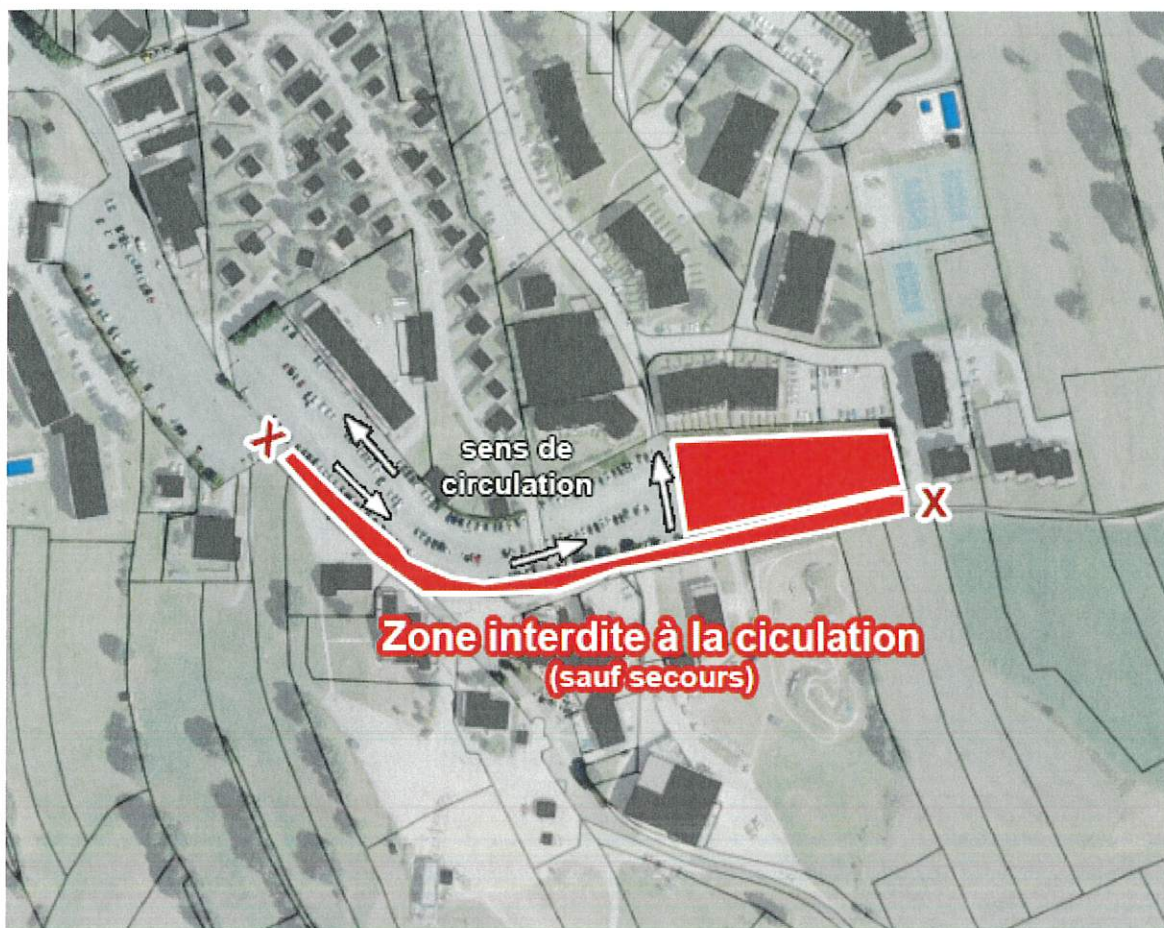 X
sens de
circulation
X
Zone interdite à la ciculation
(sauf secours)